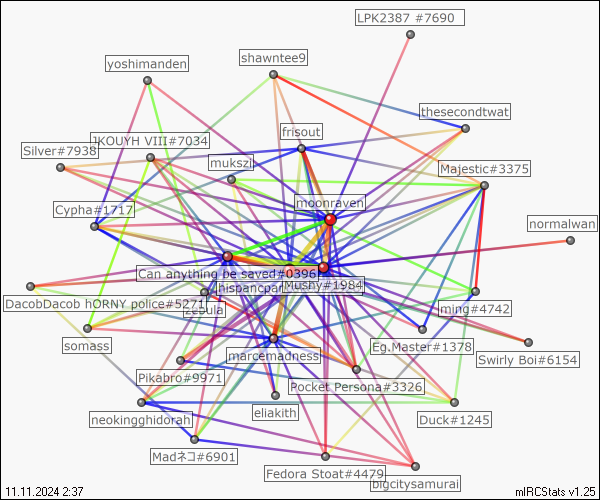 LPK2387 #7690
shawntee9
yoshimanden
thesecondtwat
frisout
JKOUYH VIII#7034
Silver#7938
mukszi
Majestic#3375
moonraven
Cypha#1717
normalwan
Can anything be saved#0396
hispancpar
Mushy#1984
DacobDacob hORNY police#5271
zebula
ming#4742
somass
Eg.Master#1378
marcemadness
Swirly Boi#6154
Pikabro#9971
Pocket Persona#3326
neokingghidorah
eliakith
Duck#1245
Madネコ#6901
Fedora Stoat#4479
bigcitysamurai
11.11.2024 2:37
mIRCStats v1.25